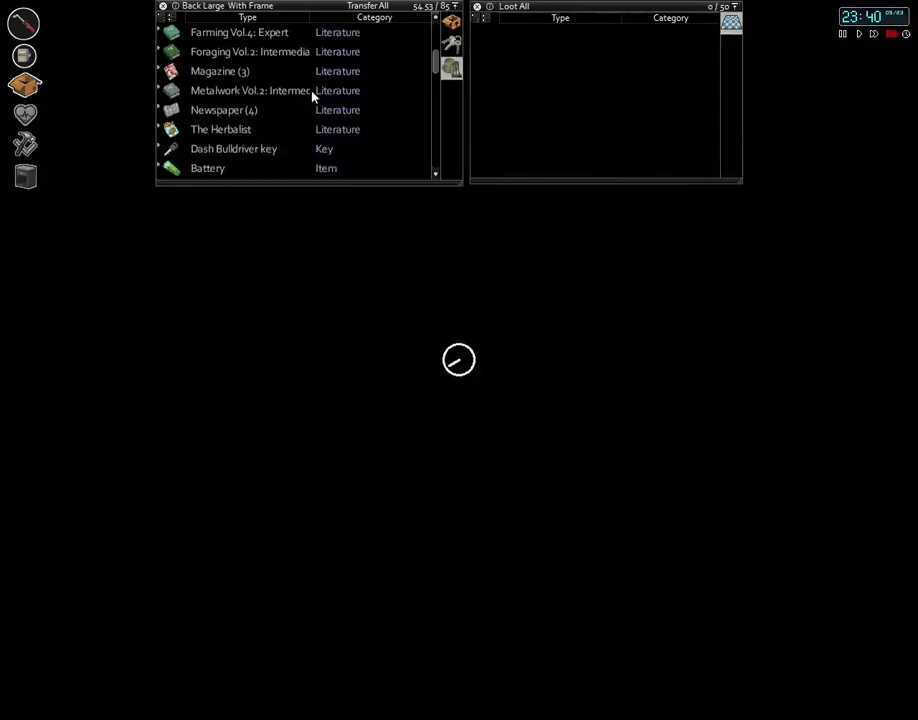 Back Large With Frame Transfer All 54.53 / 85
Type Category
Farming Vol.4: Expert Literature
Foraging Vol.2: Intermedia Literature
Magazine (3) Literature
Metalwork Vol.2: Intermec Literature
Newspaper (4) Literature
The Herbalist Literature
Dash Bulldriver key Key
Battery Item
Loot All 0 / 50
Type Category
23:40